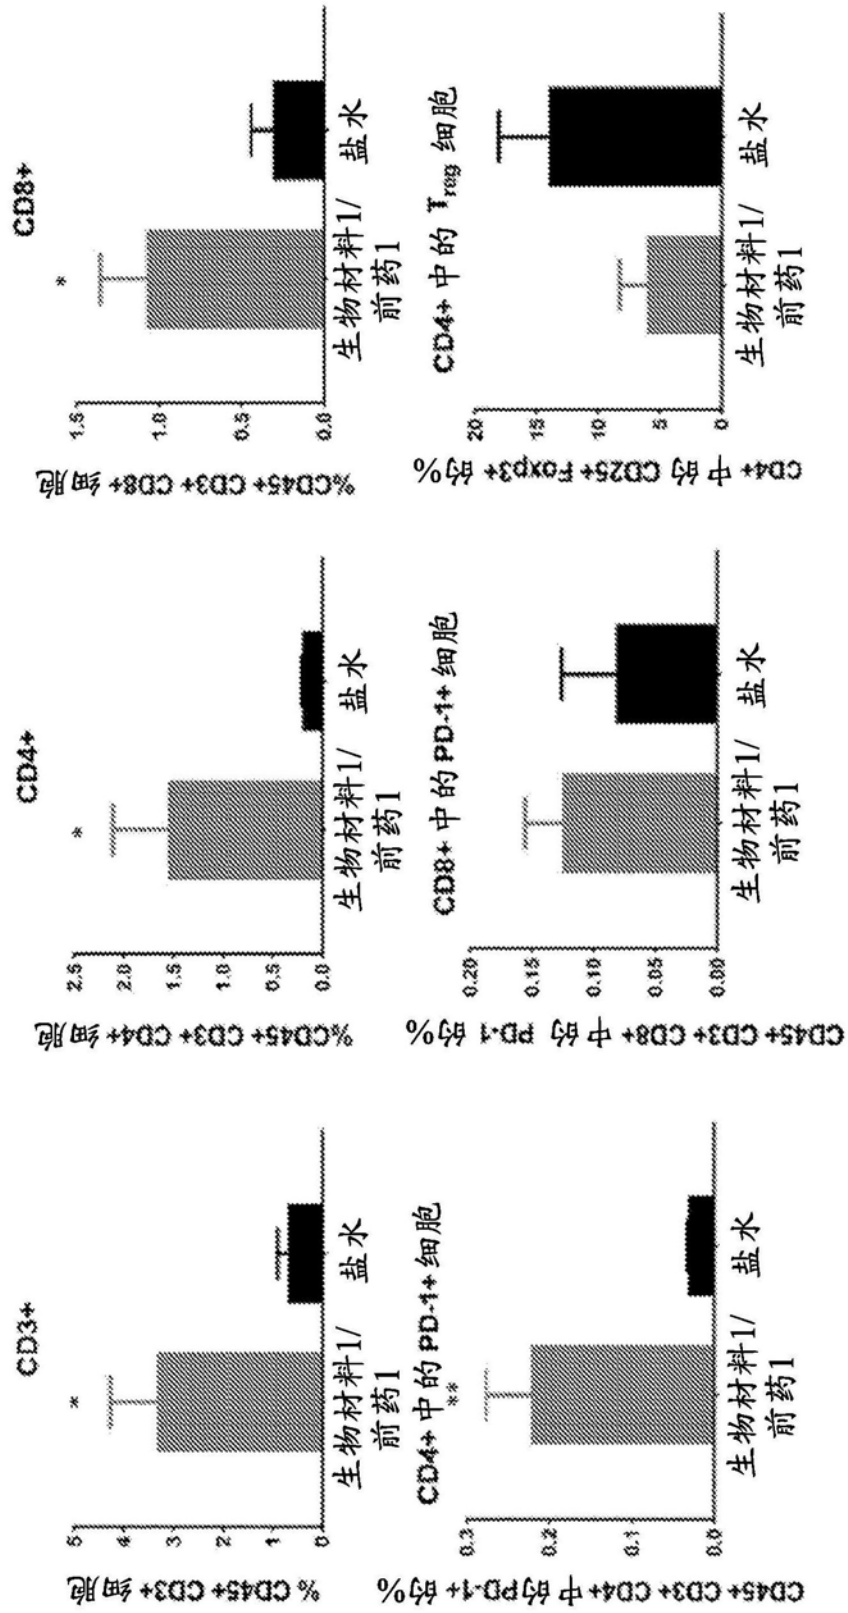 CD3+
% CD45+ CD3+ 细胞
5
4
3
2
1
0
生物材料1/
前药1
盐水
*
CD4+
%CD45+ CD3+ CD4+ 细胞
2.5
2.0
1.5
1.0
0.5
0.0
生物材料1/
前药1
盐水
*
CD8+
%CD45+ CD3+ CD8+ 细胞
1.5
1.0
0.5
0.0
生物材料1/
前药1
盐水
*
CD4+ 中的 PD-1+ 细胞
CD45+ CD3+ CD4+ 中的PD-1+ 的%
0.3
0.2
0.1
0.0
生物材料1/
前药1
盐水
**
CD8+ 中的 PD-1+ 细胞
CD45+ CD3+ CD8+ 中的 PD-1 的%
0.20
0.15
0.10
0.05
0.00
生物材料1/
前药1
盐水
CD4+ 中的 Treg 细胞
CD4+ 中的 CD25+ Foxp3+ 的%
20
15
10
5
0
生物材料1/
前药1
盐水